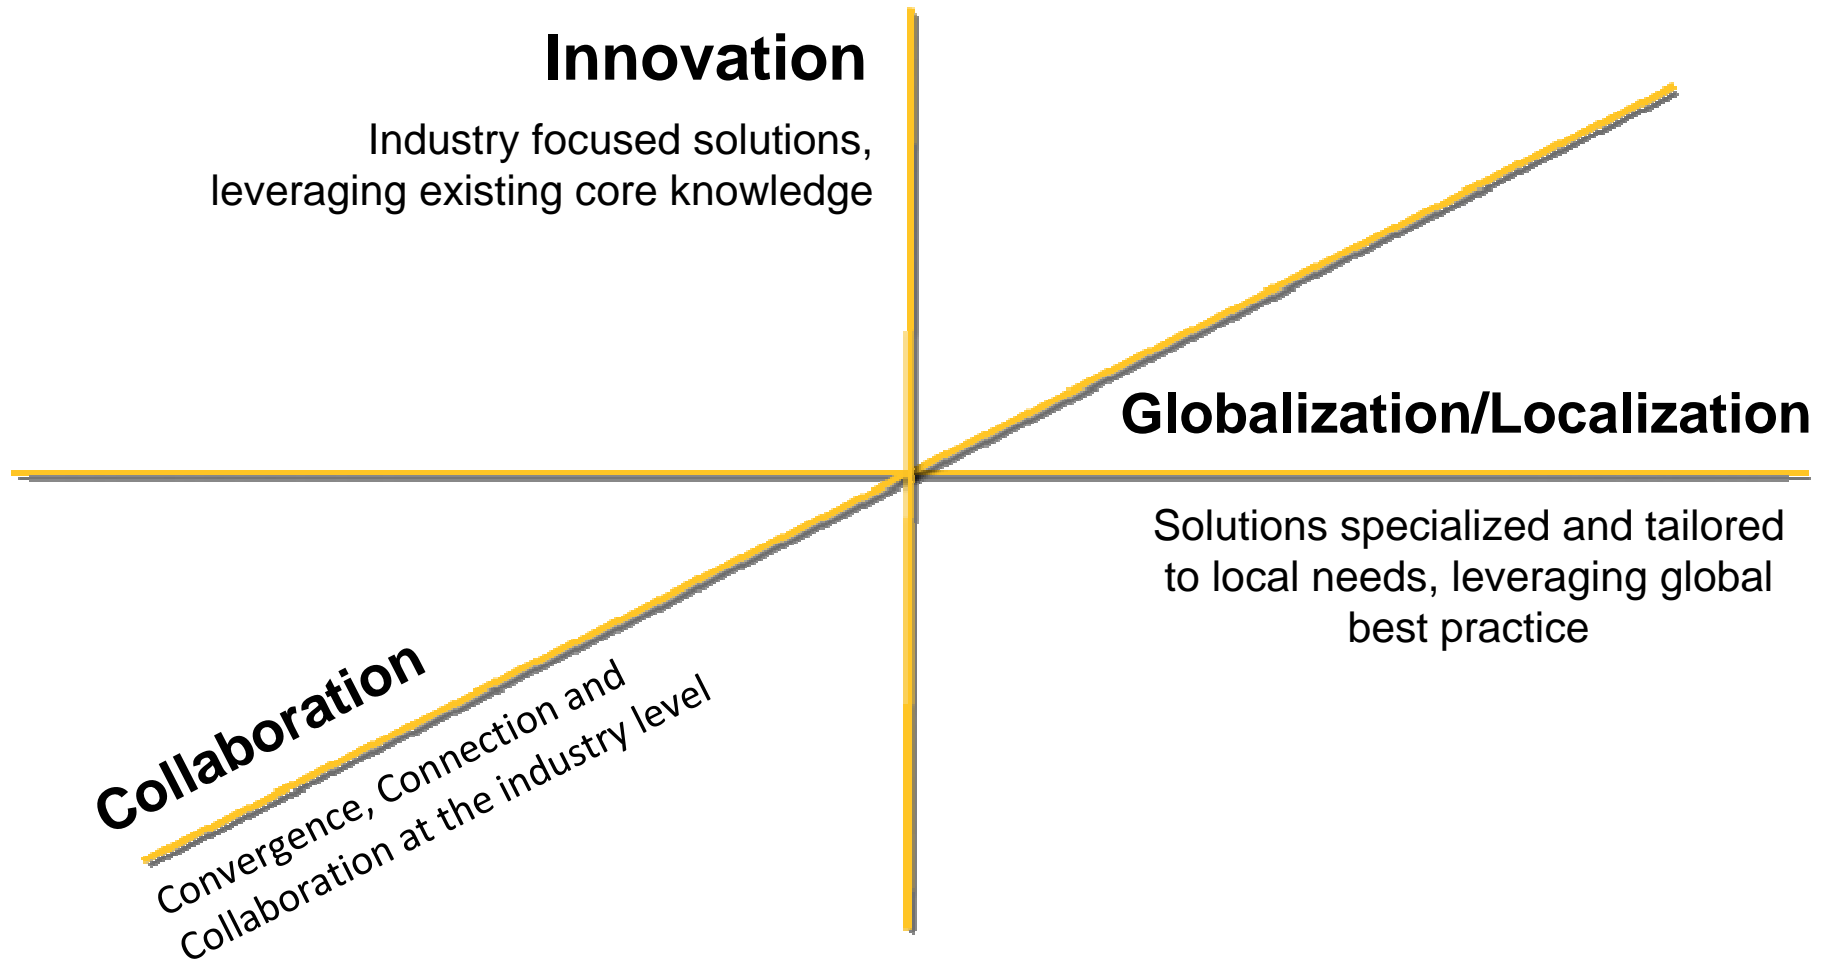 Innovation
Industry focused solutions,
leveraging existing core knowledge
Globalization/Localization
Solutions specialized and tailored
to local needs, leveraging global
best practice
Collaboration
Convergence, Connection and
Collaboration at the industry level